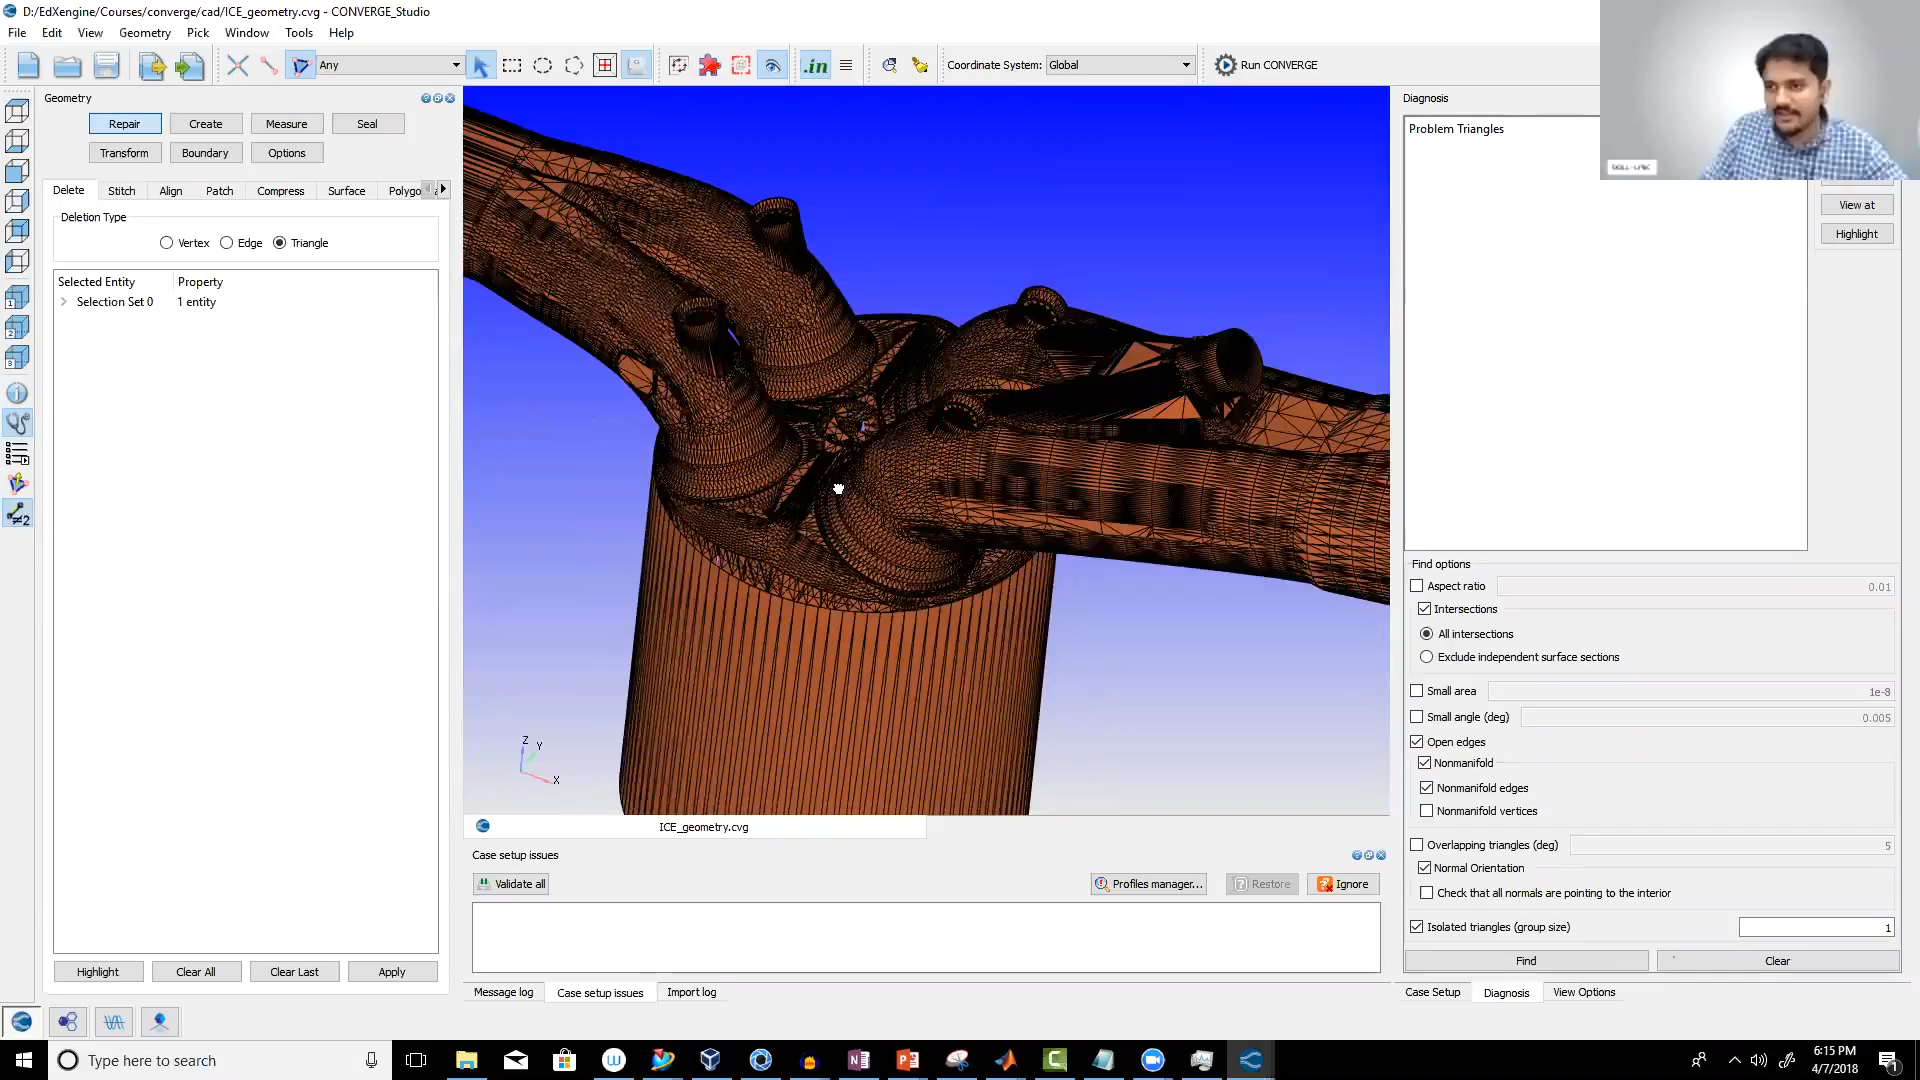 D:/EdXengine/Courses/converge/cad/ICE_geometry.cvg - CONVERGE_Studio
File Edit View Geometry Pick Window Tools Help
Any
.in
Coordinate System: Global
Run CONVERGE
Geometry
Repair Create Measure Seal
Transform Boundary Options
Delete Stitch Align Patch Compress Surface Polygo
Deletion Type
Vertex Edge Triangle
Selected Entity Property
Selection Set 0 1 entity
Highlight Clear All Clear Last Apply
Z Y
X
ICE_geometry.cvg
Case setup issues
Validate all Profiles manager... Restore Ignore
Message log Case setup issues Import log
Diagnosis
Problem Triangles
SKILL-LYNC
View at
Highlight
Find options
Aspect ratio 0.01
Intersections
All intersections
Exclude independent surface sections
Small area 1e-8
Small angle (deg) 0.005
Open edges
Nonmanifold
Nonmanifold edges
Nonmanifold vertices
Overlapping triangles (deg) 5
Normal Orientation
Check that all normals are pointing to the interior
Isolated triangles (group size) 1
Find Clear
Case Setup Diagnosis View Options
Type here to search
6:15 PM
4/7/2018